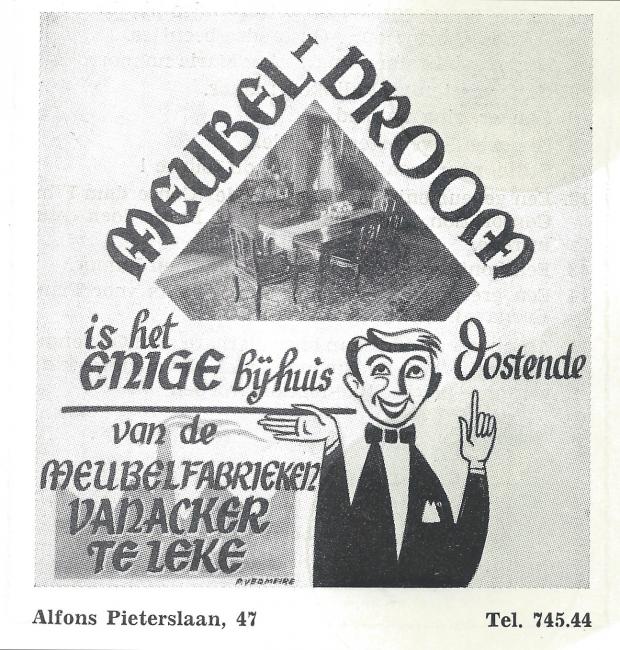 MEUBEL-DROOM
is het
ENIGE bijhuis Oostende
van de
MEUBELFABRIEKEN
VANACKER
TE LEKE
P. VERMEIRE
Alfons Pieterslaan, 47
Tel. 745.44